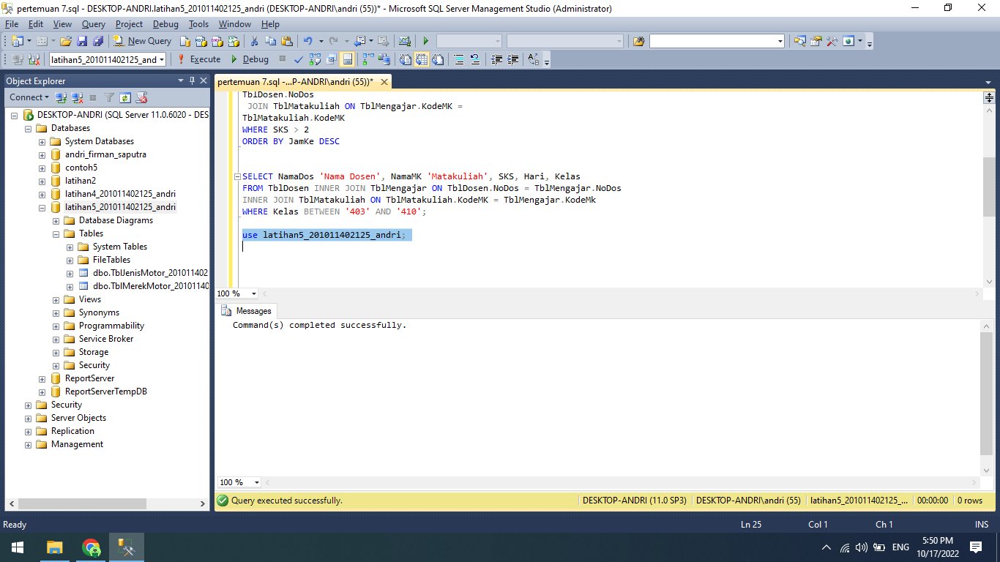 pertemuan 7.sql - DESKTOP-ANDRI.latihan5_201011402125_andri (DESKTOP-ANDRI\andri (55))* - Microsoft SQL Server Management Studio (Administrator)
File Edit View Query Project Debug Tools Window Help
New Query
latihan5_201011402125_and Execute Debug
Object Explorer
Connect
DESKTOP-ANDRI (SQL Server 11.0.6020 - DES
Databases
System Databases
andri_firman_saputra
contoh5
latihan2
latihan4_201011402125_andri
latihan5_201011402125_andri
Database Diagrams
Tables
System Tables
FileTables
dbo.TblJenisMotor_201011402
dbo.TblMerekMotor_20101140
Views
Synonyms
Programmability
Service Broker
Storage
Security
ReportServer
ReportServerTempDB
Security
Server Objects
Replication
Management
pertemuan 7.sql -...P-ANDRI\andri (55))*
TblDosen.NoDos
JOIN TblMatakuliah ON TblMengajar.KodeMK =
TblMatakuliah.KodeMK
WHERE SKS > 2
ORDER BY JamKe DESC
SELECT NamaDos 'Nama Dosen', NamaMK 'Matakuliah', SKS, Hari, Kelas
FROM TblDosen INNER JOIN TblMengajar ON TblDosen.NoDos = TblMengajar.NoDos
INNER JOIN TblMatakuliah ON TblMatakuliah.KodeMK = TblMengajar.KodeMk
WHERE Kelas BETWEEN '403' AND '410';
use latihan5_201011402125_andri;
100 %
Messages
Command(s) completed successfully.
100 %
Query executed successfully. DESKTOP-ANDRI (11.0 SP3) DESKTOP-ANDRI\andri (55) latihan5_201011402125_... 00:00:00 0 rows
Ready Ln 25 Col 1 Ch 1 INS
ENG 5:50 PM
10/17/2022